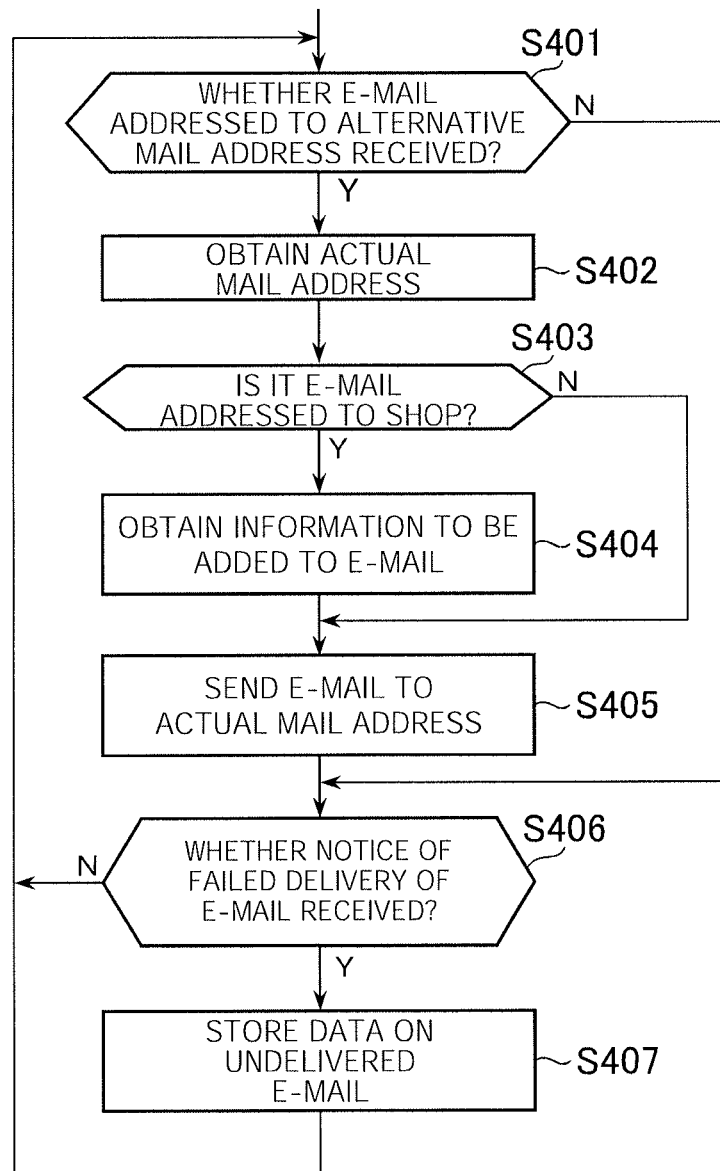 S401
WHETHER E-MAIL
ADDRESSED TO ALTERNATIVE
MAIL ADDRESS RECEIVED?
N
Y
OBTAIN ACTUAL
MAIL ADDRESS
S402
S403
IS IT E-MAIL
ADDRESSED TO SHOP?
N
Y
OBTAIN INFORMATION TO BE
ADDED TO E-MAIL
S404
SEND E-MAIL TO
ACTUAL MAIL ADDRESS
S405
S406
WHETHER NOTICE OF
FAILED DELIVERY OF
E-MAIL RECEIVED?
N
Y
STORE DATA ON
UNDELIVERED
E-MAIL
S407